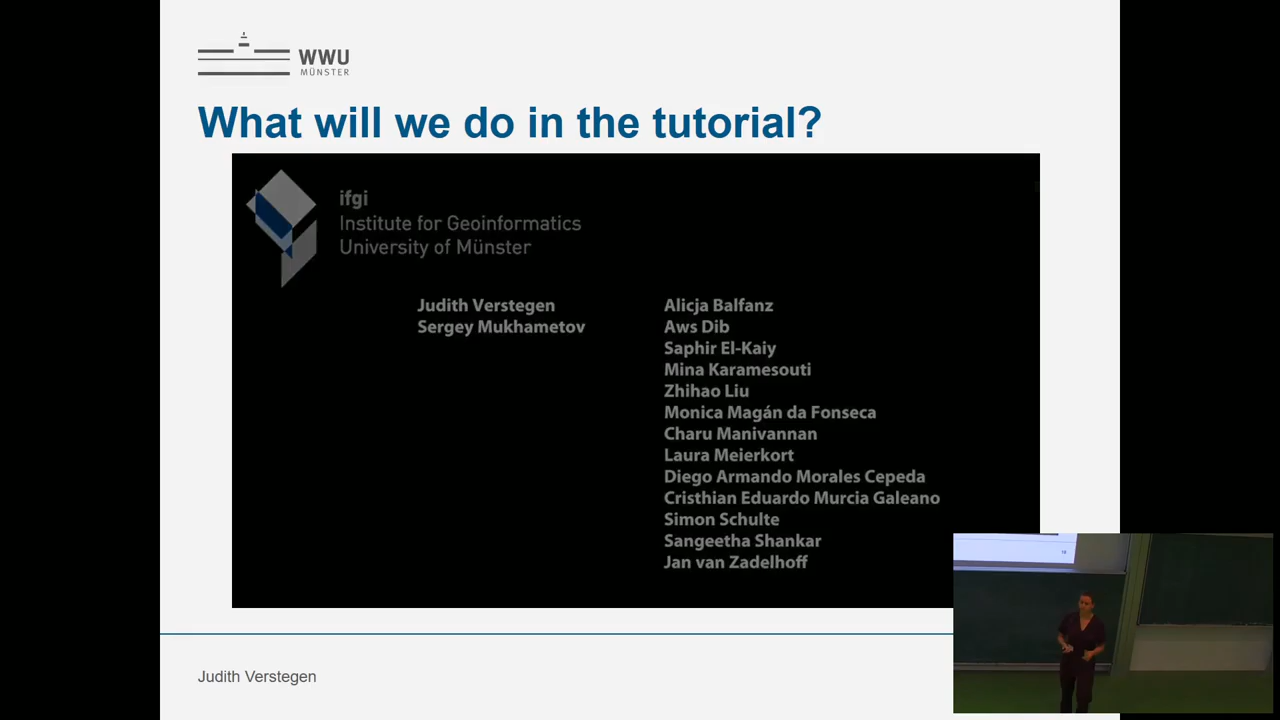 WWU
MÜNSTER
What will we do in the tutorial?
ifgi
Institute for Geoinformatics
University of Münster
Judith Verstegen
Sergey Mukhametov
Alicja Balfanz
Aws Dib
Saphir El-Kaiy
Mina Karamesouti
Zhihao Liu
Monica Magán da Fonseca
Charu Manivannan
Laura Meierkort
Diego Armando Morales Cepeda
Cristhian Eduardo Murcia Galeano
Simon Schulte
Sangeetha Shankar
Jan van Zadelhoff
Judith Verstegen